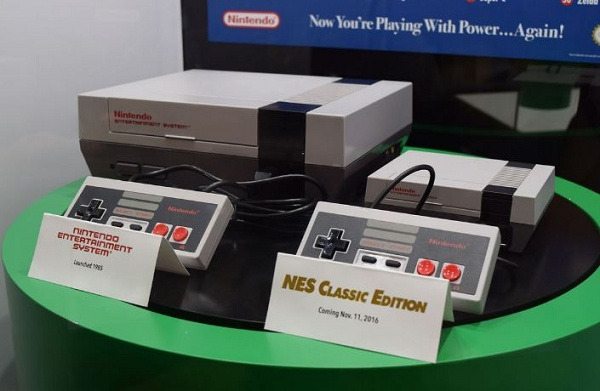 Nintendo
Now You're Playing With Power...Again!
Zelda
Nintendo
ENTERTAINMENT SYSTEM
Nintendo
Nintendo
NINTENDO
ENTERTAINMENT
SYSTEM
Launched 1985
NES CLASSIC EDITION
Coming Nov. 11, 2016